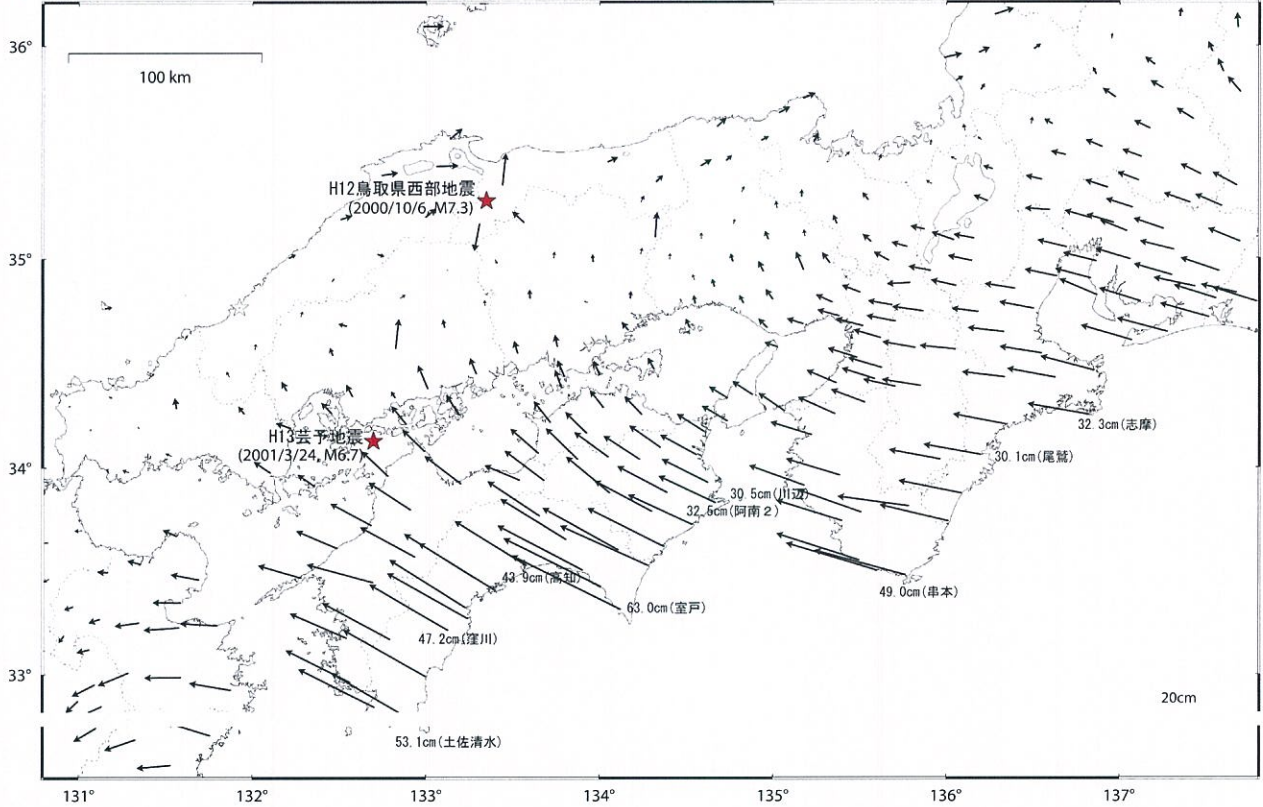 36°
100 km
H12鳥取県西部地震
(2000/10/6, M7.3)
35°
32.3cm(志摩)
H13芸予地震
(2001/3/24, M6.7)
30.1cm(尾鷲)
34°
30.5cm(川辺)
32.5cm(阿南2)
43.9cm(高知)
49.0cm(串本)
63.0cm(室戸)
47.2cm(窪川)
33°
20cm
53.1cm(土佐清水)
131°
132°
133°
134°
135°
136°
137°